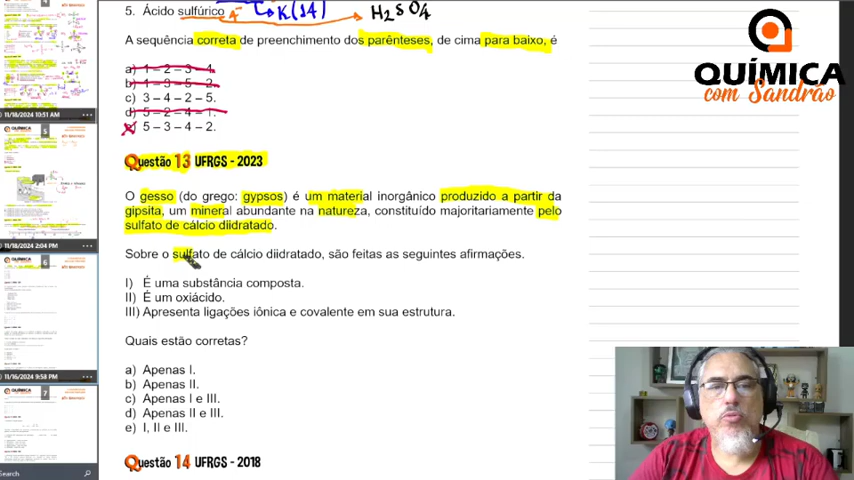 5. Ácido sulfúrico
K(14)
H2SO4
A sequência correta de preenchimento dos parênteses, de cima para baixo, é
a) 1 – 2 – 3 – 4.
b) 1 – 3 – 5 – 2.
c) 3 – 4 – 2 – 5.
d) 5 – 2 – 4 – 1.
5 – 3 – 4 – 2.
Questão 13 UFRGS - 2023
O gesso (do grego: gypsos) é um material inorgânico produzido a partir da
gipsita, um mineral abundante na natureza, constituído majoritariamente pelo
sulfato de cálcio diidratado.
Sobre o sulfato de cálcio diidratado, são feitas as seguintes afirmações.
I) É uma substância composta.
II) É um oxiácido.
III) Apresenta ligações iônica e covalente em sua estrutura.
Quais estão corretas?
a) Apenas I.
b) Apenas II.
c) Apenas I e III.
d) Apenas II e III.
e) I, II e III.
Questão 14 UFRGS - 2018
QUÍMICA
com Sandrão
11/18/2024 10:51 AM
5
11/18/2024 2:04 PM
6
11/16/2024 9:58 PM
7
Search